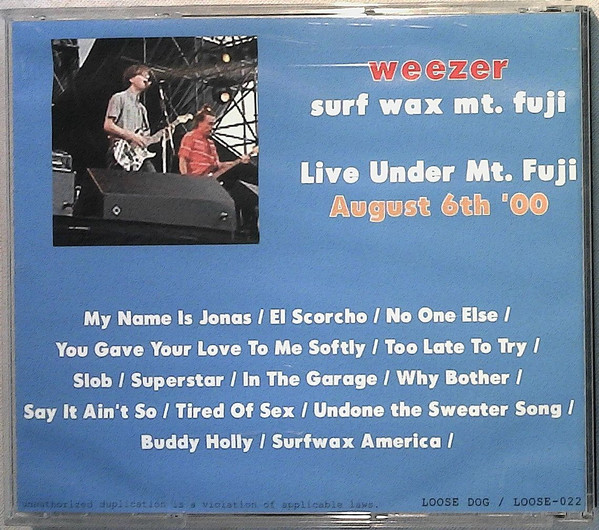 weezer
surf wax mt. fuji
Live Under Mt. Fuji
August 6th '00
My Name Is Jonas / El Scorcho / No One Else /
You Gave Your Love To Me Softly / Too Late To Try /
Slob / Superstar / In The Garage / Why Bother /
Say It Ain't So / Tired Of Sex / Undone the Sweater Song /
Buddy Holly / Surfwax America /
unauthorized duplication is a violation of applicable laws.
LOOSE DOG / LOOSE-022